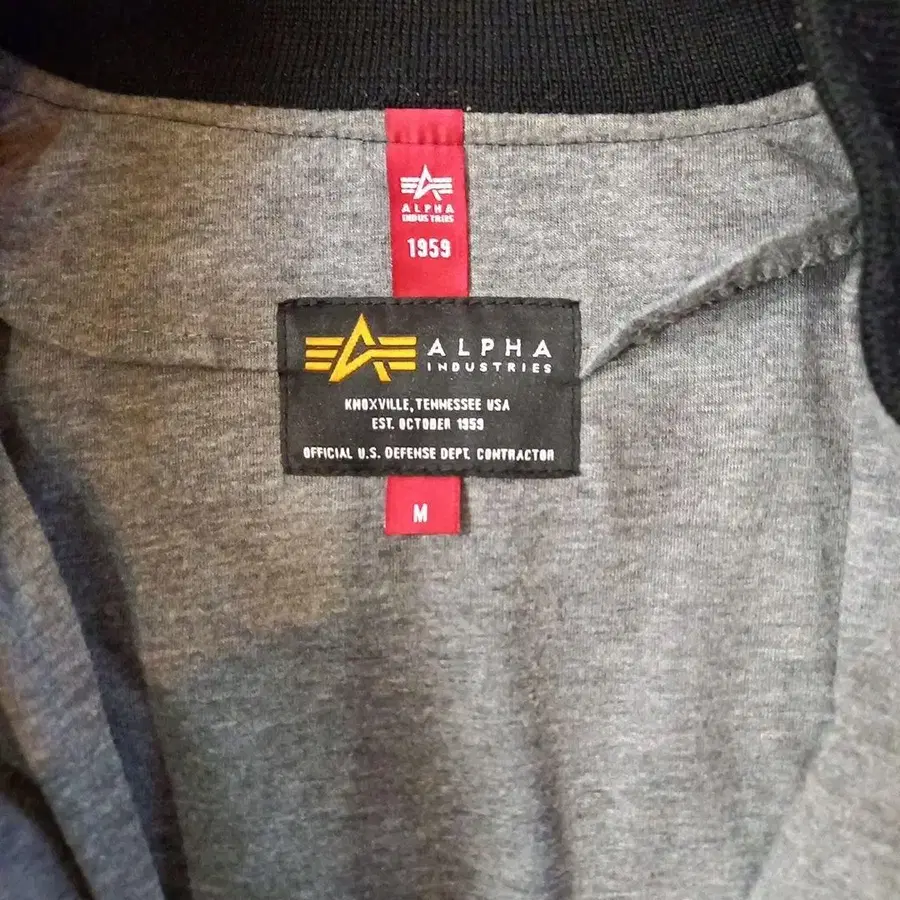 ALPHA
INDUSTRIES
1959
ALPHA
INDUSTRIES
KNOXVILLE, TENNESSEE USA
EST. OCTOBER 1959
OFFICIAL U.S. DEFENSE DEPT. CONTRACTOR
M